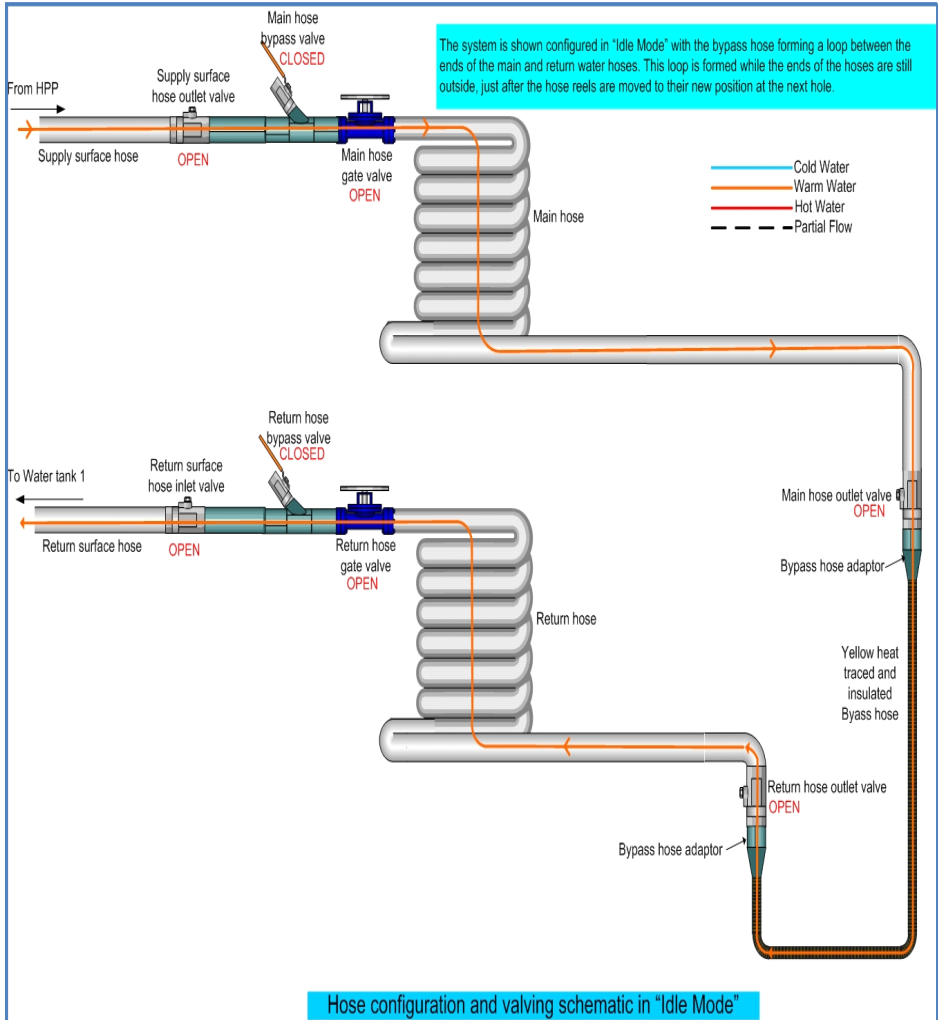 Main hose
bypass valve
CLOSED
The system is shown configured in “Idle Mode” with the bypass hose forming a loop between the
ends of the main and return water hoses. This loop is formed while the ends of the hoses are still
outside, just after the hose reels are moved to their new position at the next hole.
From HPP
Supply surface
hose outlet valve
Supply surface hose
OPEN
Main hose
gate valve
OPEN
Cold Water
Warm Water
Hot Water
Partial Flow
Main hose
Return hose
bypass valve
CLOSED
To Water tank 1
Return surface
hose inlet valve
Return surface hose
OPEN
Return hose
gate valve
OPEN
Main hose outlet valve
OPEN
Bypass hose adaptor
Return hose
Yellow heat
traced and
insulated
Byass hose
Return hose outlet valve
OPEN
Bypass hose adaptor
Hose configuration and valving schematic in “Idle Mode”